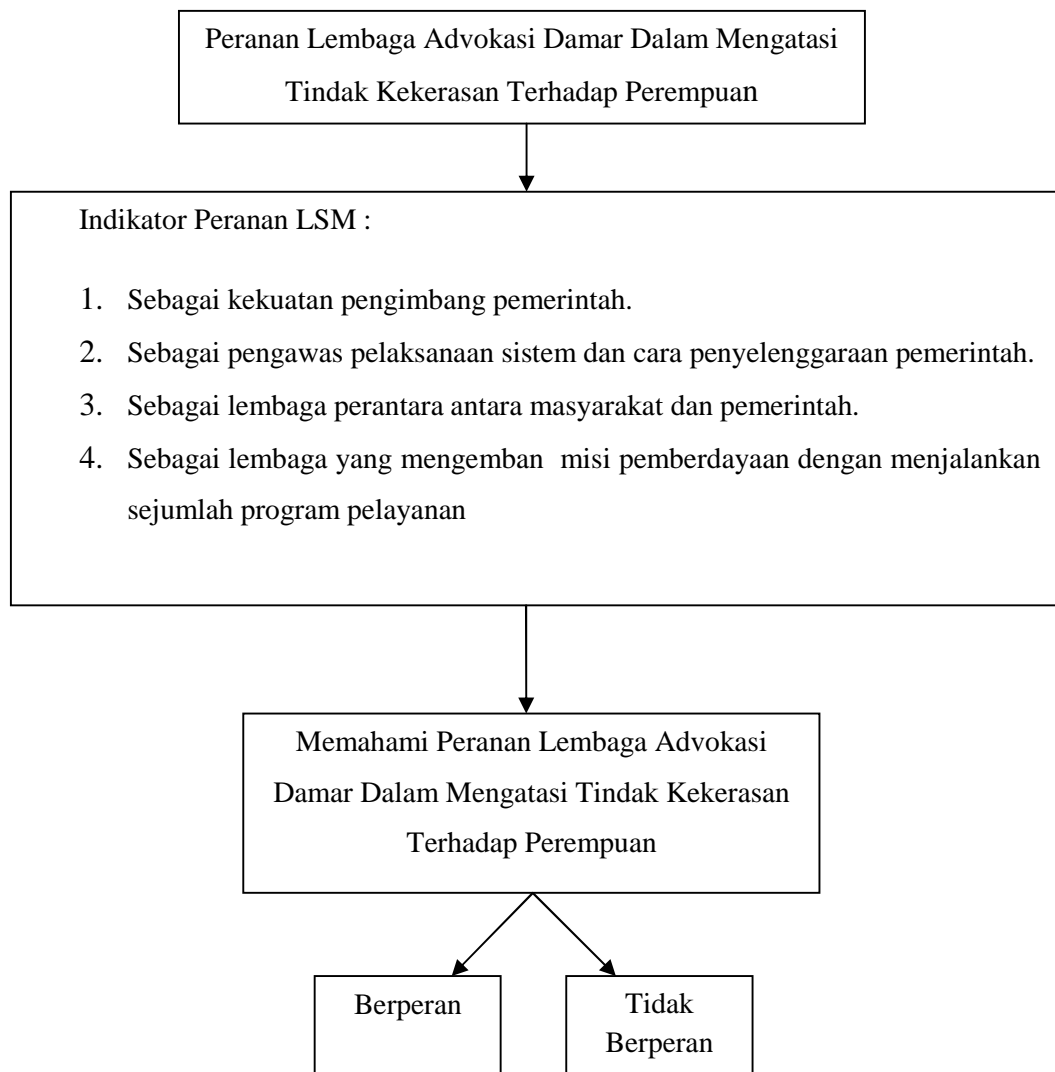 Peranan Lembaga Advokasi Damar Dalam Mengatasi
Tindak Kekerasan Terhadap Perempuan
Indikator Peranan LSM :
1. Sebagai kekuatan pengimbang pemerintah.
2. Sebagai pengawas pelaksanaan sistem dan cara penyelenggaraan pemerintah.
3. Sebagai lembaga perantara antara masyarakat dan pemerintah.
4. Sebagai lembaga yang mengemban misi pemberdayaan dengan menjalankan
sejumlah program pelayanan
Memahami Peranan Lembaga Advokasi
Damar Dalam Mengatasi Tindak Kekerasan
Terhadap Perempuan
Berperan
Tidak
Berperan